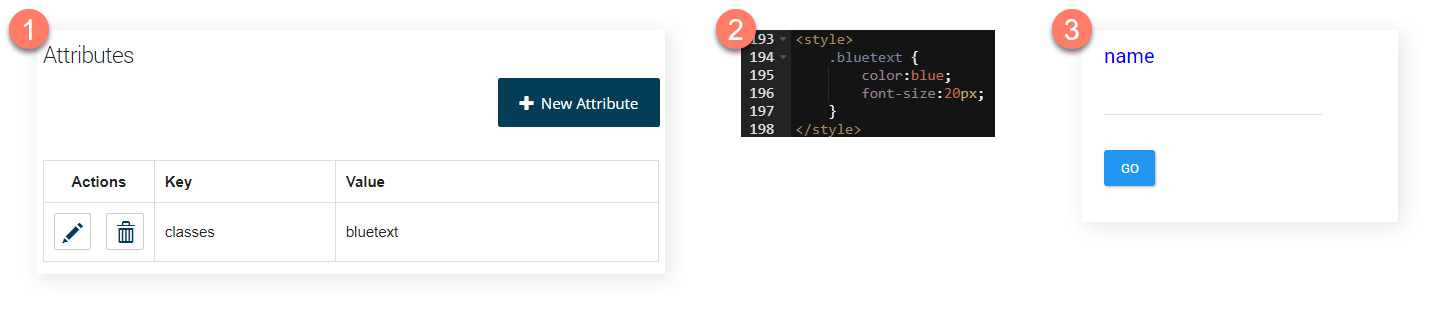 1
Attributes
New Attribute
Actions Key Value
classes bluetext
2
193 <style>
194 .bluetext {
195 color:blue;
196 font-size:20px;
197 }
198 </style>
3
name
GO